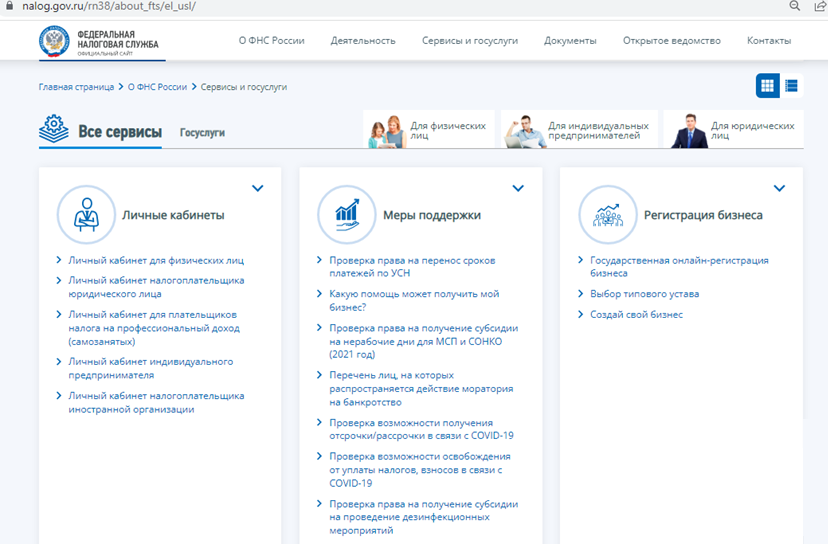 nalog.gov.ru/rn38/about_fts/el_usl/
ФЕДЕРАЛЬНАЯ
НАЛОГОВАЯ СЛУЖБА
ОФИЦИАЛЬНЫЙ САЙТ
О ФНС России
Деятельность
Сервисы и госуслуги
Документы
Открытое ведомство
Контакты
Главная страница > О ФНС России > Сервисы и госуслуги
Все сервисы
Госуслуги
Для физических
лиц
Для индивидуальных
предпринимателей
Для юридических
лиц
Личные кабинеты
Личный кабинет для физических лиц
Личный кабинет налогоплательщика
юридического лица
Личный кабинет для плательщиков
налога на профессиональный доход
(самозанятых)
Личный кабинет индивидуального
предпринимателя
Личный кабинет налогоплательщика
иностранной организации
Меры поддержки
Проверка права на перенос сроков
платежей по УСН
Какую помощь может получить мой
бизнес?
Проверка права на получение субсидии
на нерабочие дни для МСП и СОНКО
(2021 год)
Перечень лиц, на которых
распространяется действие моратория
на банкротство
Проверка возможности получения
отсрочки/рассрочки в связи с COVID-19
Проверка возможности освобождения
от уплаты налогов, взносов в связи с
COVID-19
Проверка права на получение субсидии
на проведение дезинфекционных
мероприятий
Регистрация бизнеса
Государственная онлайн-регистрация
бизнеса
Выбор типового устава
Создай свой бизнес